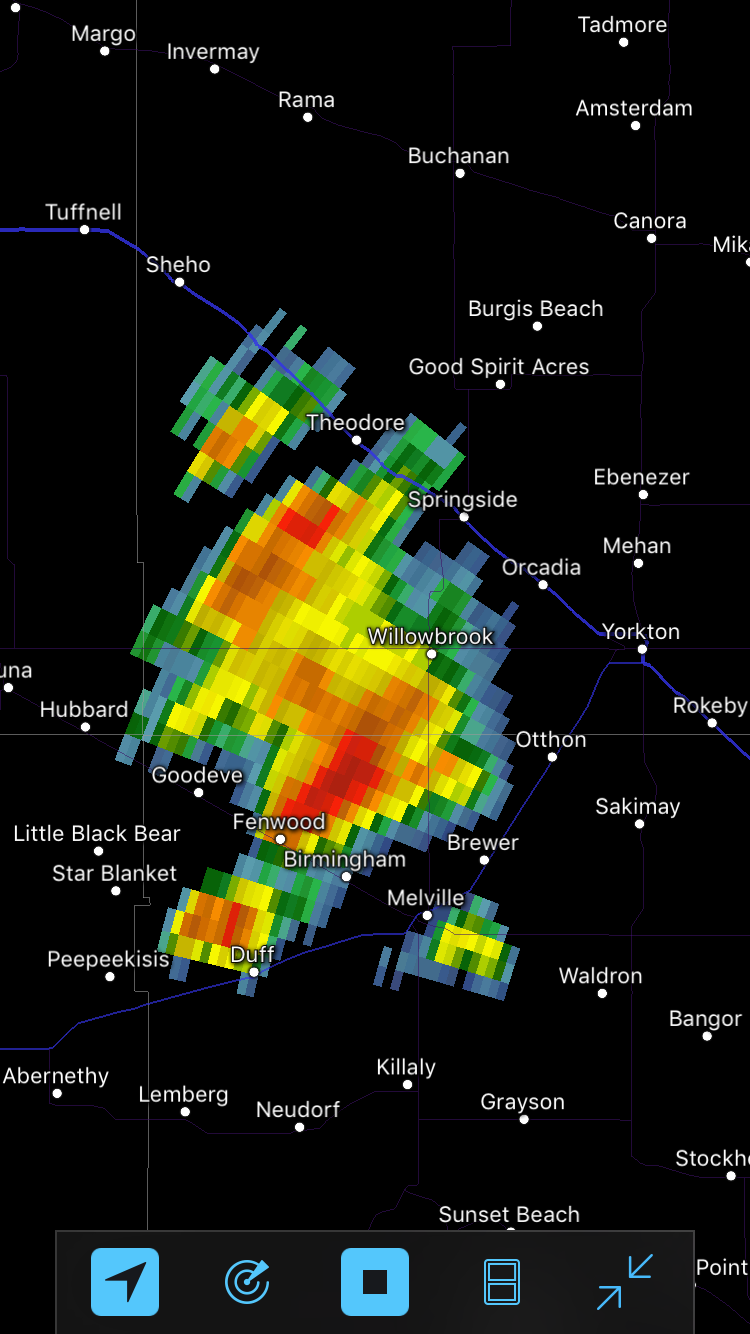 Margo
Tadmore
Invermay
Rama
Amsterdam
Buchanan
Tuffnell
Canora
Sheho
Mik
Burgis Beach
Good Spirit Acres
Theodore
Ebenezer
Springside
Mehan
Orcadia
Willowbrook
Yorkton
una
Hubbard
Rokeby
Otthon
Goodeve
Sakimay
Fenwood
Little Black Bear
Brewer
Birmingham
Star Blanket
Melville
Duff
Peepeekisis
Waldron
Bangor
Killaly
Abernethy
Lemberg
Grayson
Neudorf
Stockh
Sunset Beach
Point